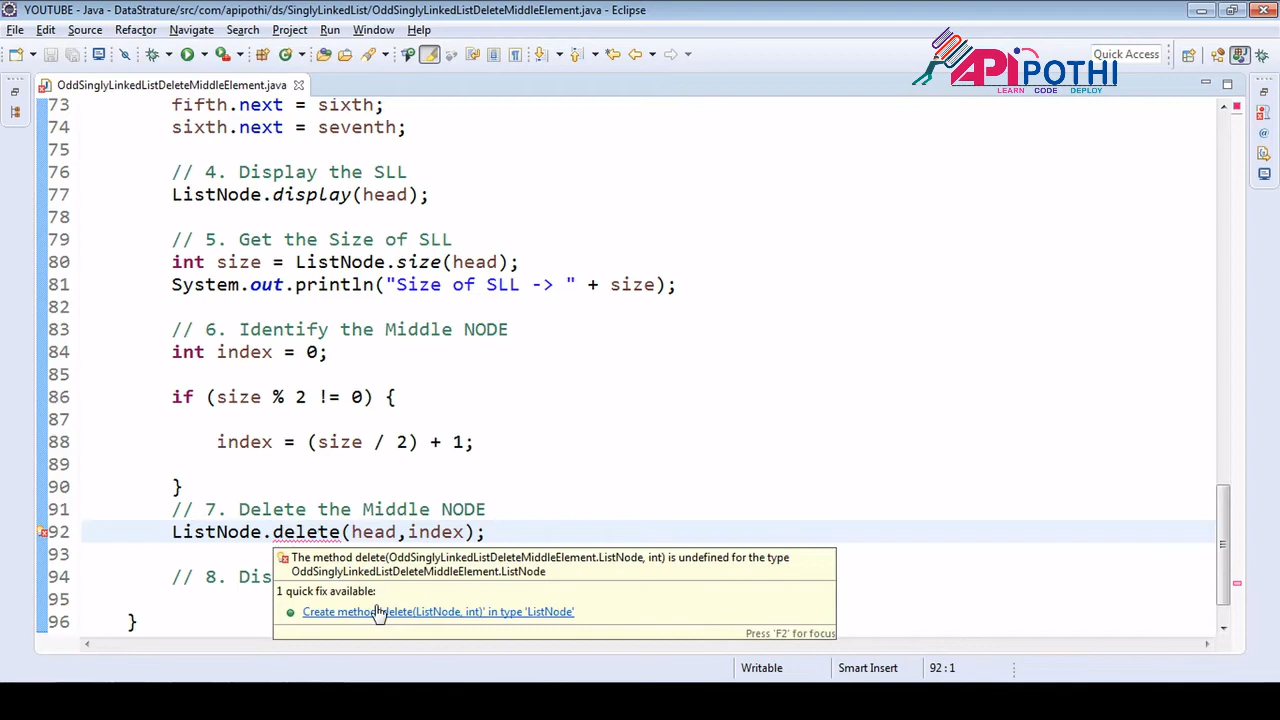 YOUTUBE - Java - DataStrature/src/com/apipothi/ds/SinglyLinkedList/OddSinglyLinkedListDeleteMiddleElement.java - Eclipse
File Edit Source Refactor Navigate Search Project Run Window Help
Quick Access
APIPOTHI
LEARN CODE DEPLOY
OddSinglyLinkedListDeleteMiddleElement.java
73 fifth.next = sixth;
74 sixth.next = seventh;
75
76 // 4. Display the SLL
77 ListNode.display(head);
78
79 // 5. Get the Size of SLL
80 int size = ListNode.size(head);
81 System.out.println("Size of SLL -> " + size);
82
83 // 6. Identify the Middle NODE
84 int index = 0;
85
86 if (size % 2 != 0) {
87
88 index = (size / 2) + 1;
89
90 }
91 // 7. Delete the Middle NODE
92 ListNode.delete(head,index);
93
The method delete(OddSinglyLinkedListDeleteMiddleElement.ListNode, int) is undefined for the type
OddSinglyLinkedListDeleteMiddleElement.ListNode
94 // 8. Dis
1 quick fix available:
95
Create method 'delete(ListNode, int)' in type 'ListNode'
96 }
Press 'F2' for focus
Writable Smart Insert 92 : 1